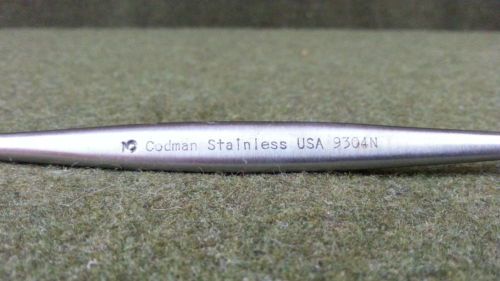 Codman Stainless USA 9304N